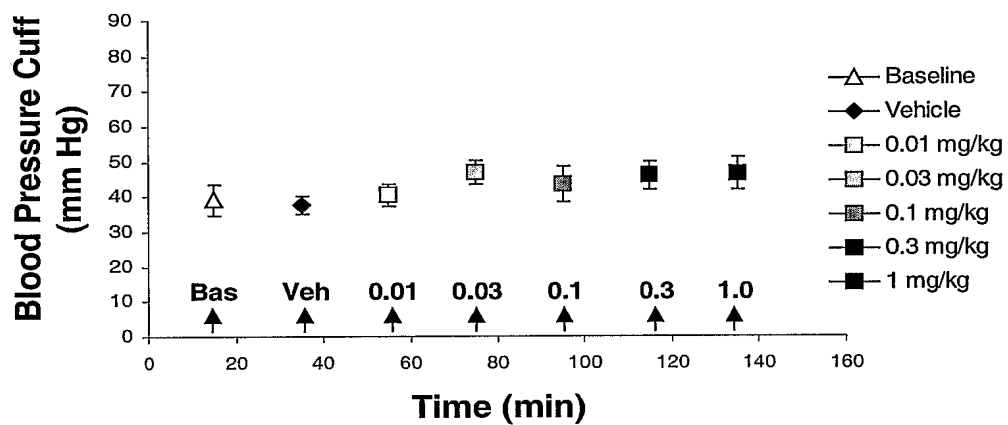 Blood Pressure Cuff
(mm Hg)
90
80
70
60
50
40
30
20
10
0
Bas Veh 0.01 0.03 0.1 0.3 1.0
0 20 40 60 80 100 120 140 160
Time (min)
Baseline
Vehicle
0.01 mg/kg
0.03 mg/kg
0.1 mg/kg
0.3 mg/kg
1 mg/kg